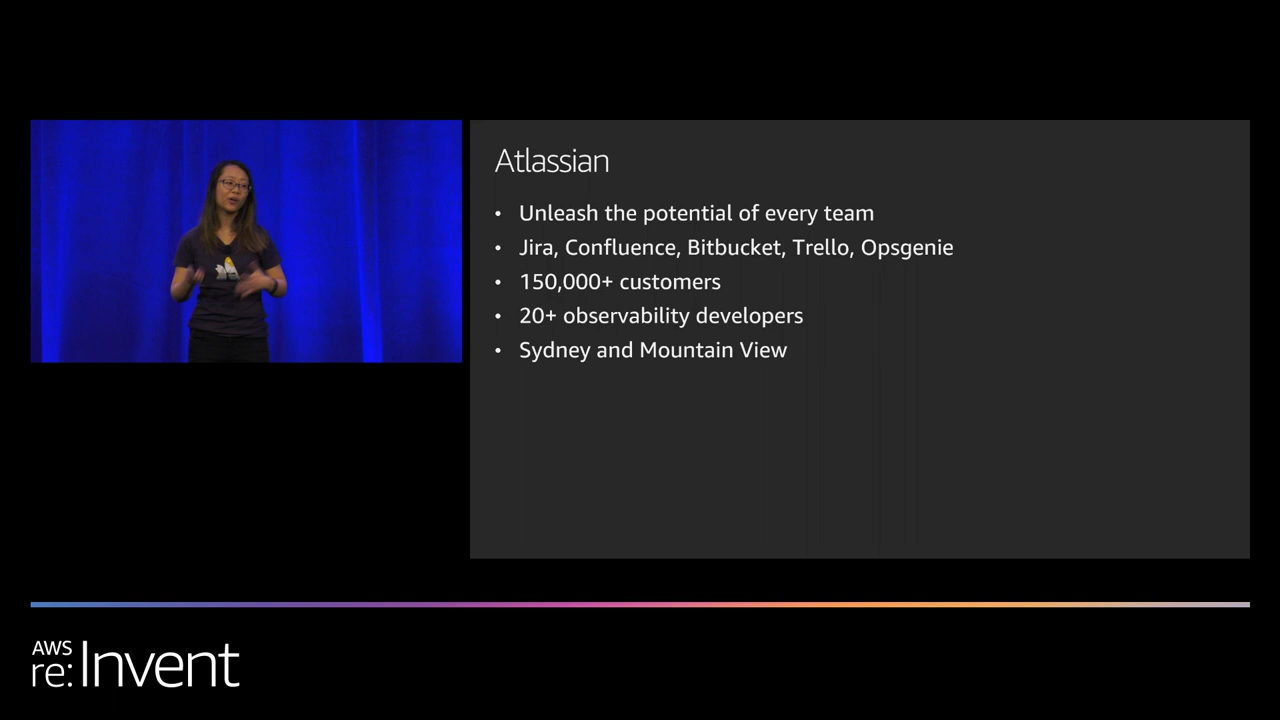 Atlassian
• Unleash the potential of every team
• Jira, Confluence, Bitbucket, Trello, Opsgenie
• 150,000+ customers
• 20+ observability developers
• Sydney and Mountain View
AWS
re:Invent